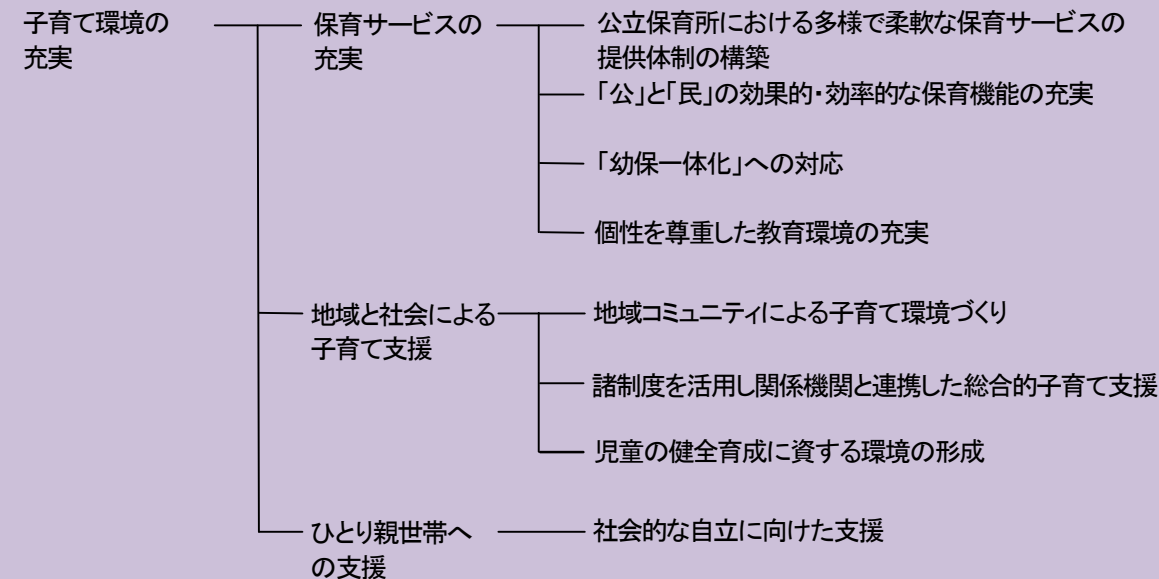 子育て環境の
充実
保育サービスの
充実
公立保育所における多様で柔軟な保育サービスの
提供体制の構築
「公」と「民」の効果的・効率的な保育機能の充実
「幼保一体化」への対応
個性を尊重した教育環境の充実
地域と社会による
子育て支援
地域コミュニティによる子育て環境づくり
諸制度を活用し関係機関と連携した総合的子育て支援
児童の健全育成に資する環境の形成
ひとり親世帯へ
の支援
社会的な自立に向けた支援